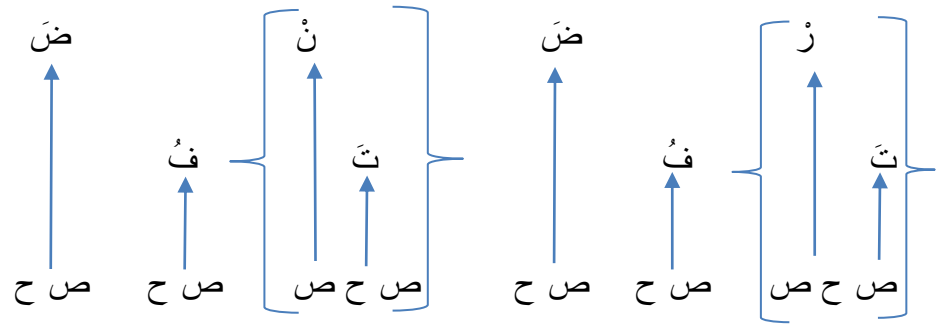 رْ ضَ نْ ضَ
تَ فُ تَ فُ
ص ح ص ص ح ص ح ص ح ص ص ح ص ح